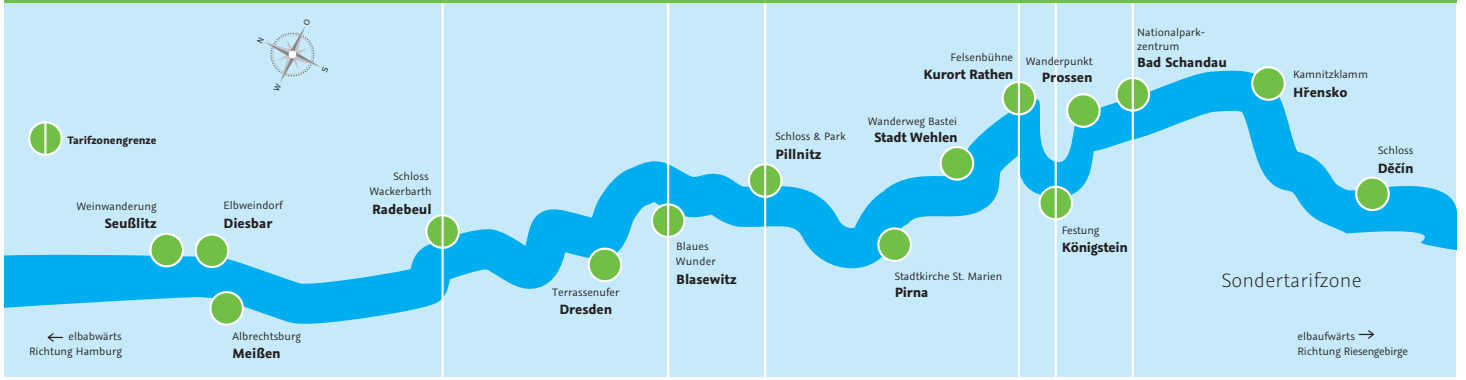 O
N
S
W
Tarifzonengrenze
Weinwanderung
Seußlitz
Elbweindorf
Diesbar
Albrechtsburg
Meißen
← elbabwärts
Richtung Hamburg
Schloss
Wackerbarth
Radebeul
Terrassenufer
Dresden
Blaues
Wunder
Blasewitz
Schloss & Park
Pillnitz
Stadtkirche St. Marien
Pirna
Wanderweg Bastei
Stadt Wehlen
Felsenbühne
Kurort Rathen
Festung
Königstein
Wanderpunkt
Prossen
Nationalpark-
zentrum
Bad Schandau
Kamnitzklamm
Hřensko
Schloss
Děčín
Sondertarifzone
elbaufwärts →
Richtung Riesengebirge